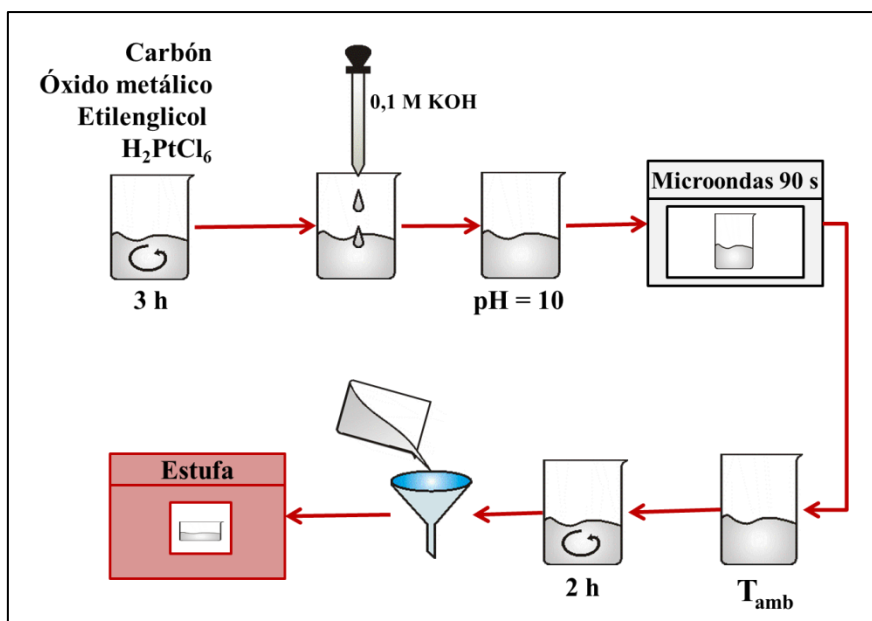 Carbón
Óxido metálico
Etilenglicol
H₂PtCl₆
0,1 M KOH
3 h
pH = 10
Microondas 90 s
Estufa
2 h
Tamb